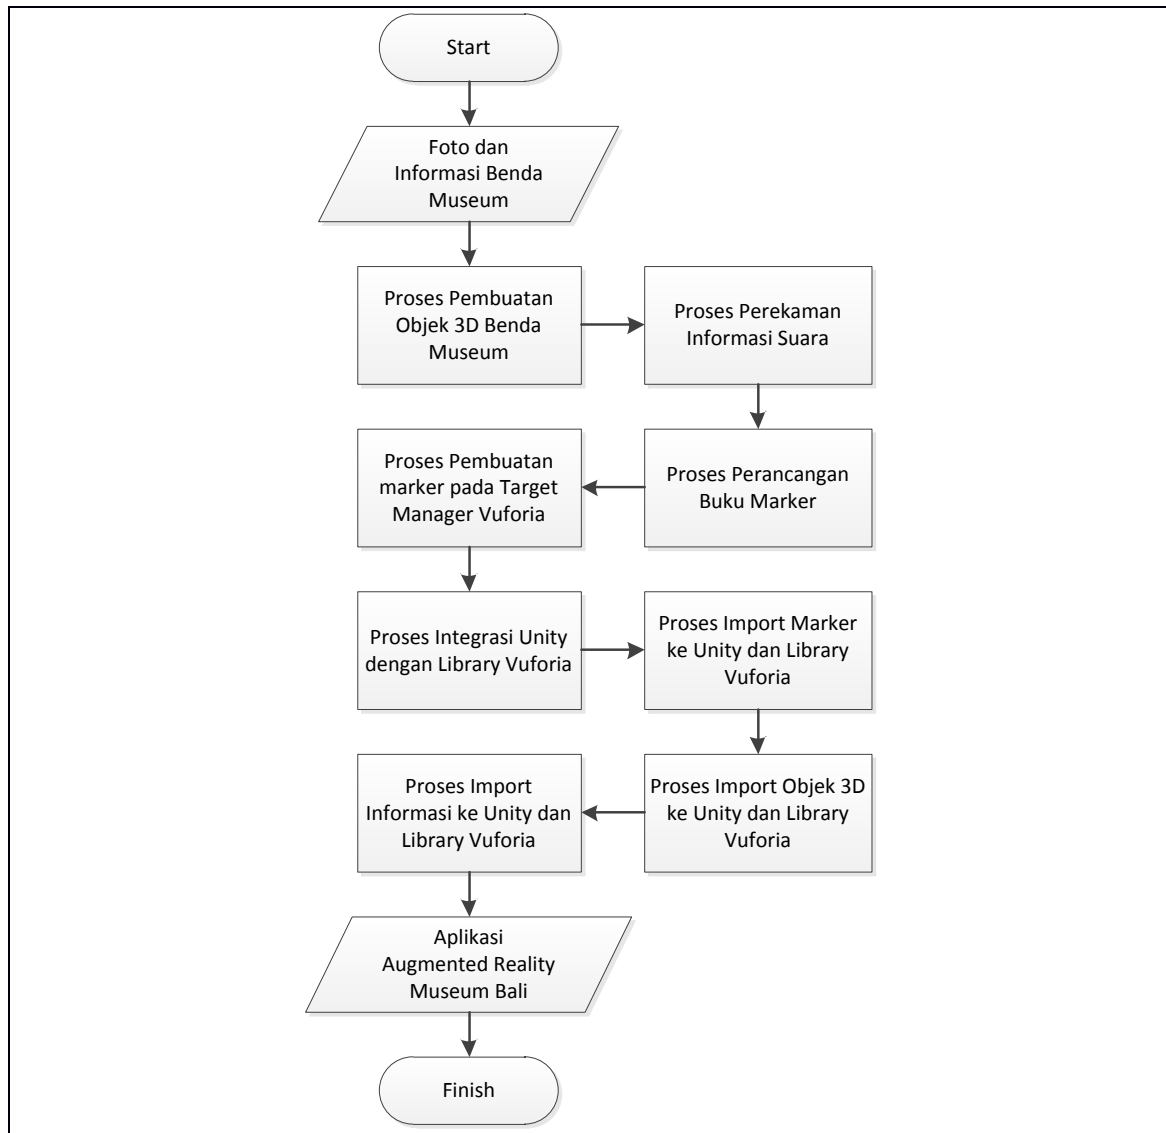 Start
Foto dan
Informasi Benda
Museum
Proses Pembuatan
Objek 3D Benda
Museum
Proses Perekaman
Informasi Suara
Proses Perancangan
Buku Marker
Proses Pembuatan
marker pada Target
Manager Vuforia
Proses Integrasi Unity
dengan Library Vuforia
Proses Import Marker
ke Unity dan Library
Vuforia
Proses Import Objek 3D
ke Unity dan Library
Vuforia
Proses Import
Informasi ke Unity dan
Library Vuforia
Aplikasi
Augmented Reality
Museum Bali
Finish